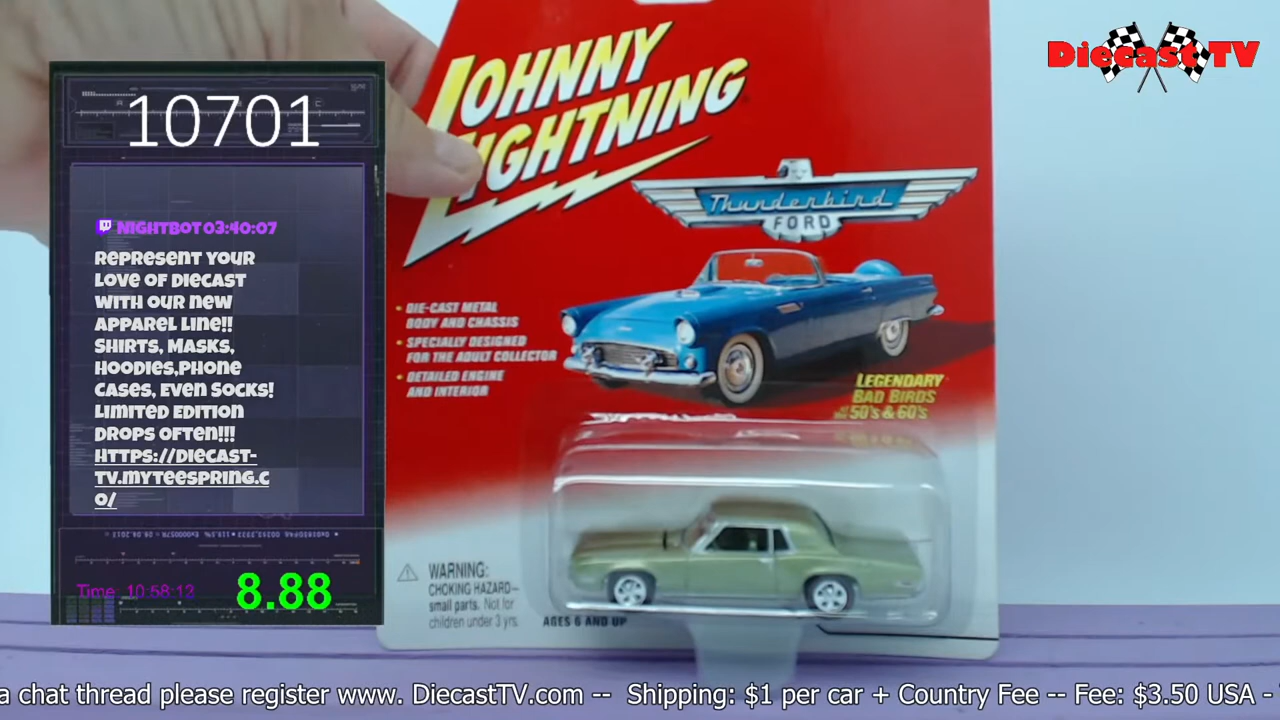 10701
NIGHTBOT 03:40:07
REPRESENT YOUR
LOVE OF DIECAST
WITH OUR NEW
APPAREL LINE!!
SHIRTS, MASKS,
HOODIES,PHONE
CASES, EVEN SOCKS!
LIMITED EDITION
DROPS OFTEN!!!
HTTPS://DIECAST-
TV.MYTEESPRING.C
O/
Time: 10:58:12
8.88
JOHNNY
LIGHTNING
Thunderbird
FORD
• DIE-CAST METAL
BODY AND CHASSIS
• SPECIALLY DESIGNED
FOR THE ADULT COLLECTOR
• DETAILED ENGINE
AND INTERIOR
LEGENDARY
BAD BIRDS
OF THE 50's & 60's
WARNING:
CHOKING HAZARD–
small parts. Not for
children under 3 yrs.
AGES 6 AND UP
Diecast TV
a chat thread please register www. DiecastTV.com -- Shipping: $1 per car + Country Fee -- Fee: $3.50 USA -